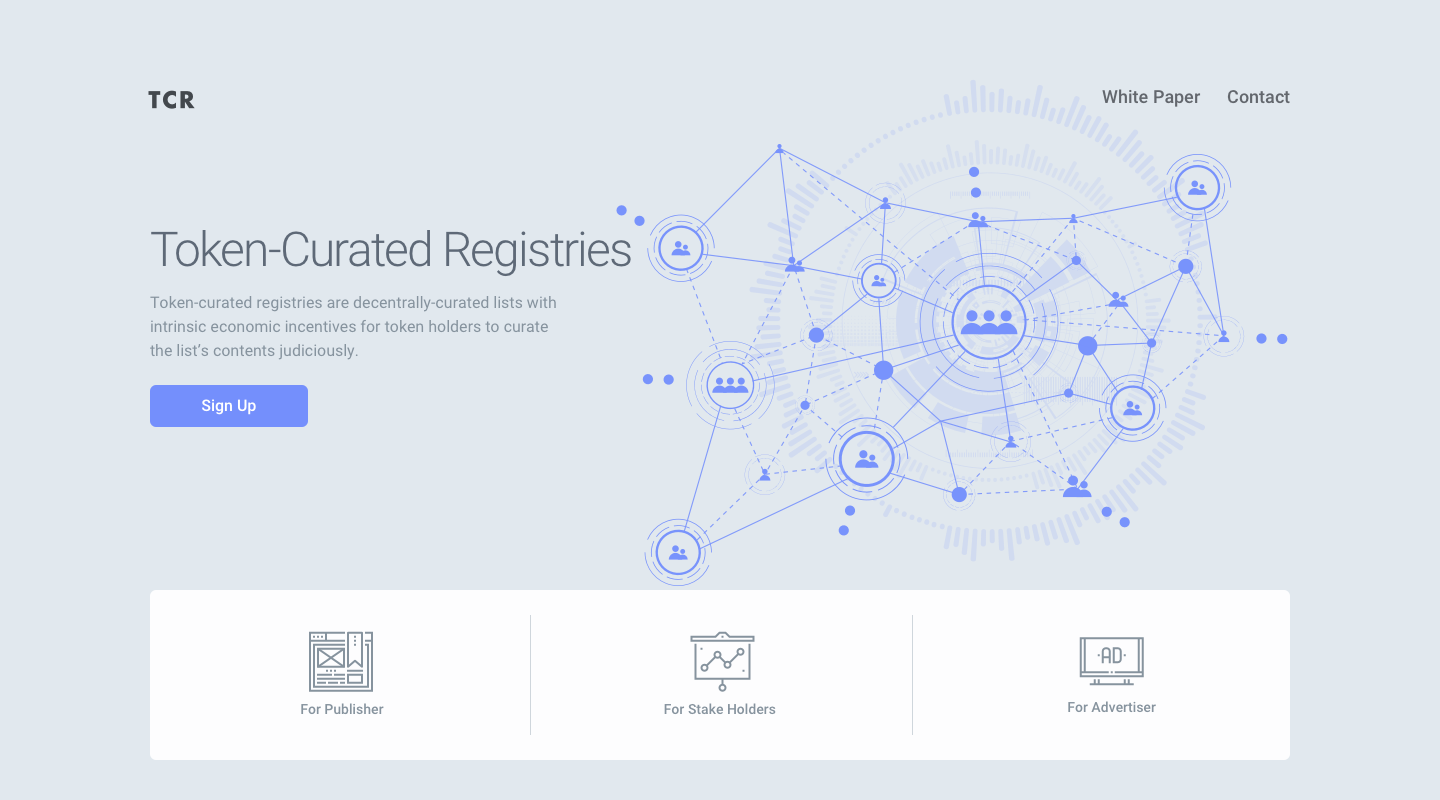 TCR
White Paper
Contact
Token-Curated Registries
Token-curated registries are decentrally-curated lists with
intrinsic economic incentives for token holders to curate
the list’s contents judiciously.
Sign Up
AD
For Publisher
For Stake Holders
For Advertiser